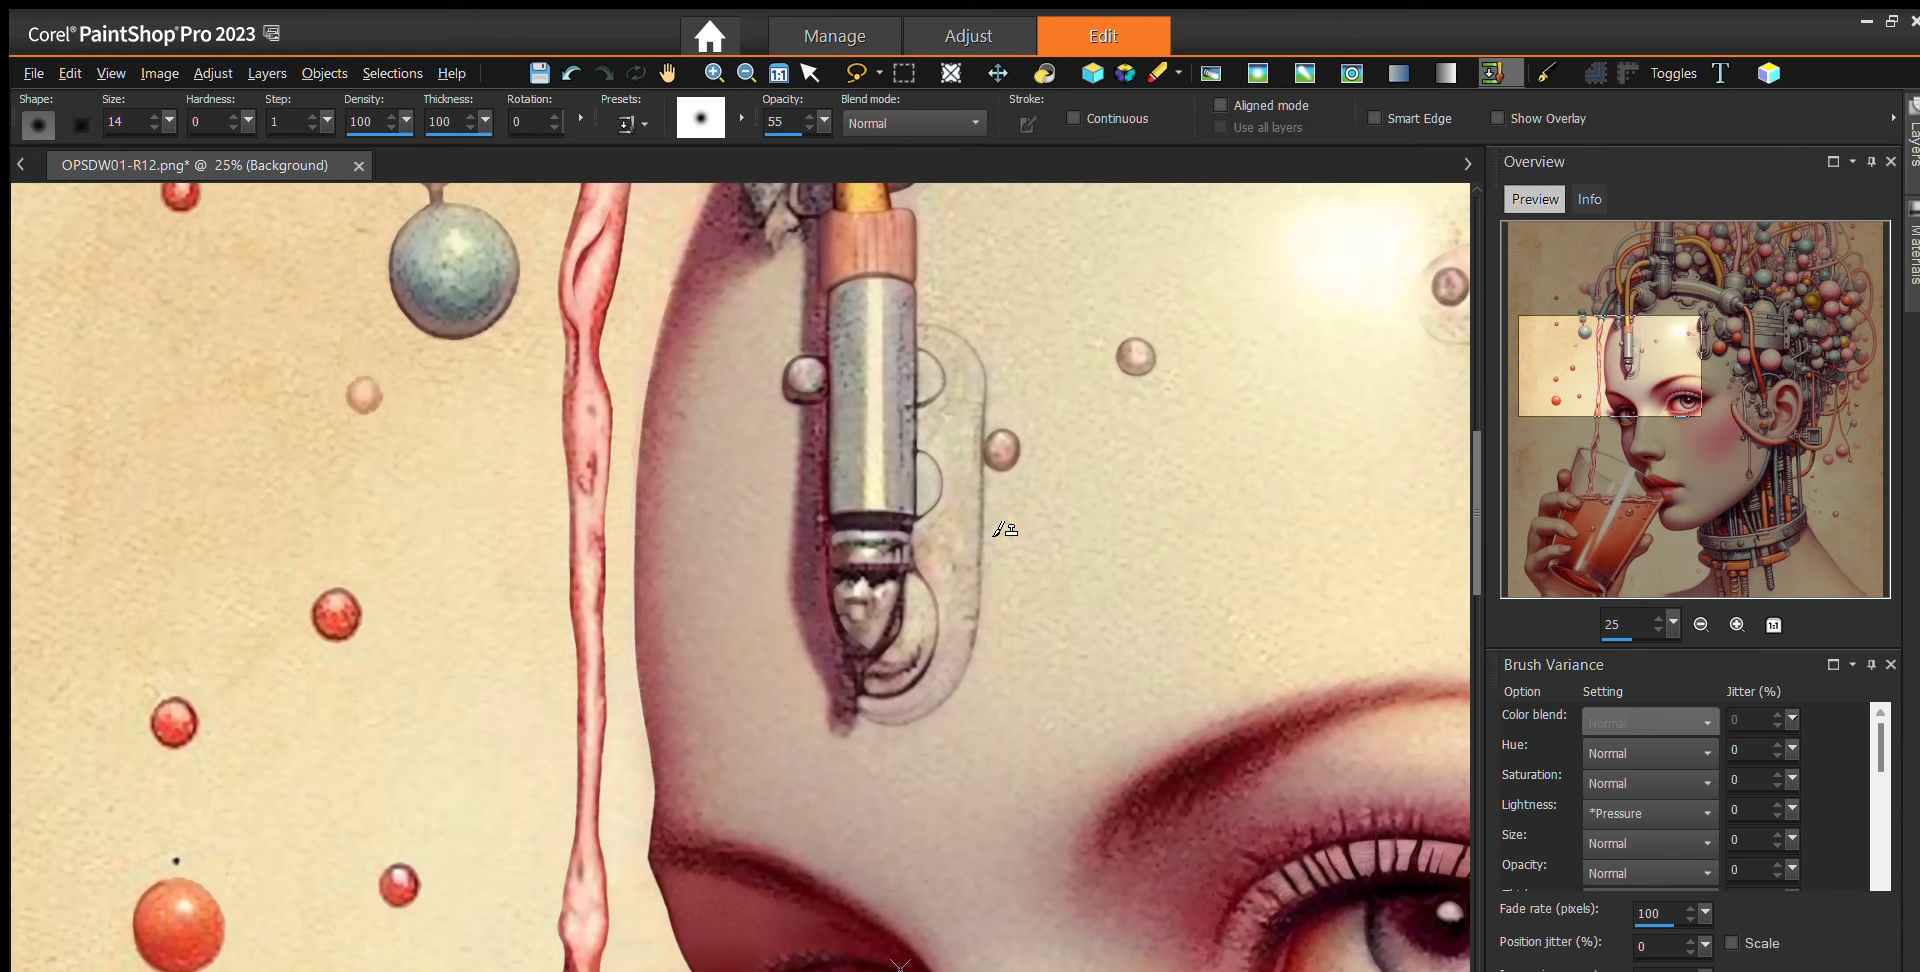 Corel® PaintShop® Pro 2023
Manage
Adjust
Edit
File Edit View Image Adjust Layers Objects Selections Help
1:1
Toggles
T
Shape:
Size:
Hardness:
Step:
Density:
Thickness:
Rotation:
Presets:
Opacity:
Blend mode:
Stroke:
14
0
1
100
100
0
55
Normal
Continuous
Aligned mode
Use all layers
Smart Edge
Show Overlay
OPSDW01-R12.png* @ 25% (Background)
Overview
Preview
Info
Layers
Materials
25
1:1
Brush Variance
Option Setting Jitter (%)
Color blend: Normal 0
Hue: Normal 0
Saturation: Normal 0
Lightness: *Pressure 0
Size: Normal 0
Opacity: Normal 0
Fade rate (pixels): 100
Position jitter (%): 0 Scale